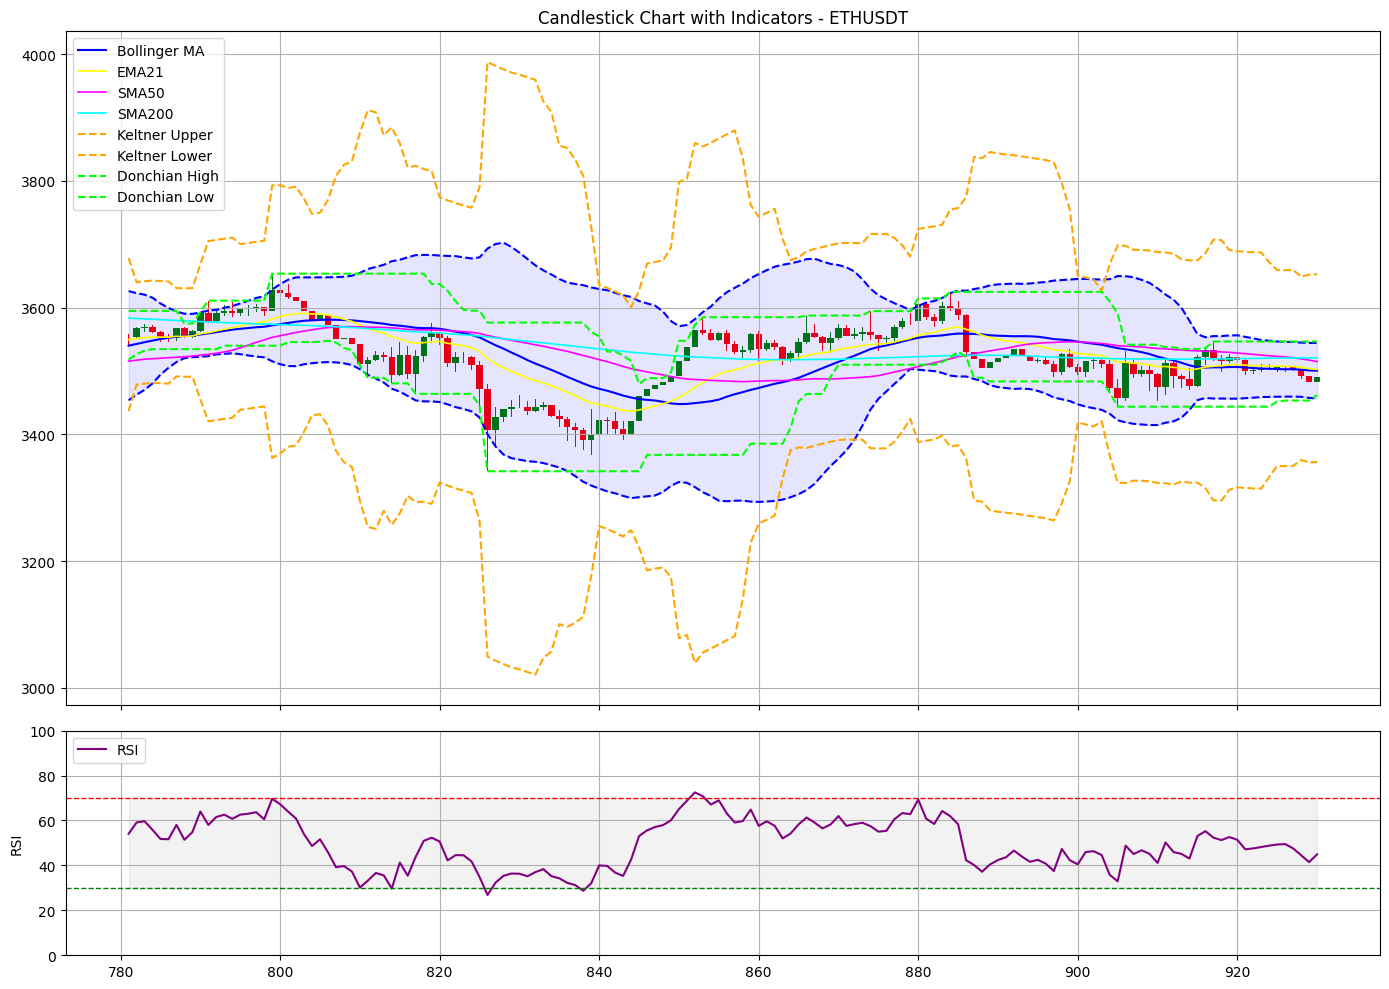 Candlestick Chart with Indicators - ETHUSDT
4000
3800
3600
3400
3200
3000
Bollinger MA
EMA21
SMA50
SMA200
Keltner Upper
Keltner Lower
Donchian High
Donchian Low
RSI
100
80
60
40
20
0
RSI
780 800 820 840 860 880 900 920